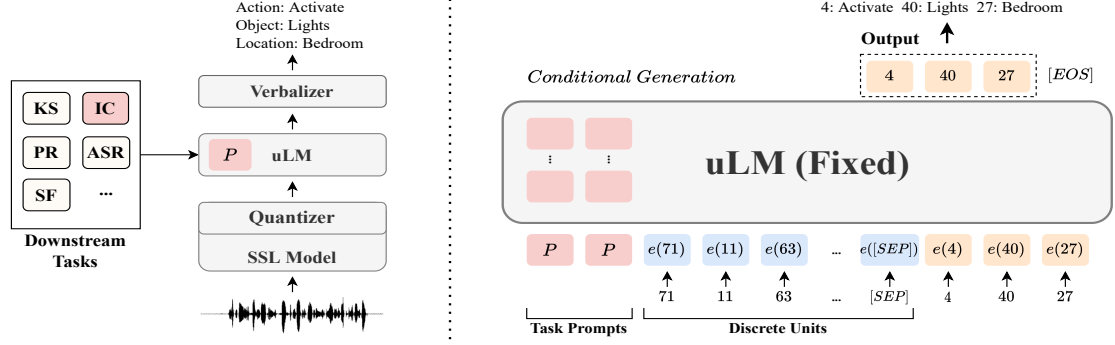 Action: Activate
Object: Lights
Location: Bedroom
Verbalizer
KS IC
PR ASR
SF ...
Downstream
Tasks
P uLM
Quantizer
SSL Model
4: Activate 40: Lights 27: Bedroom
Output
Conditional Generation
4 40 27 [EOS]
uLM (Fixed)
P P e(71) e(11) e(63) ... e([SEP]) e(4) e(40) e(27)
71 11 63 ... [SEP] 4 40 27
Task Prompts Discrete Units